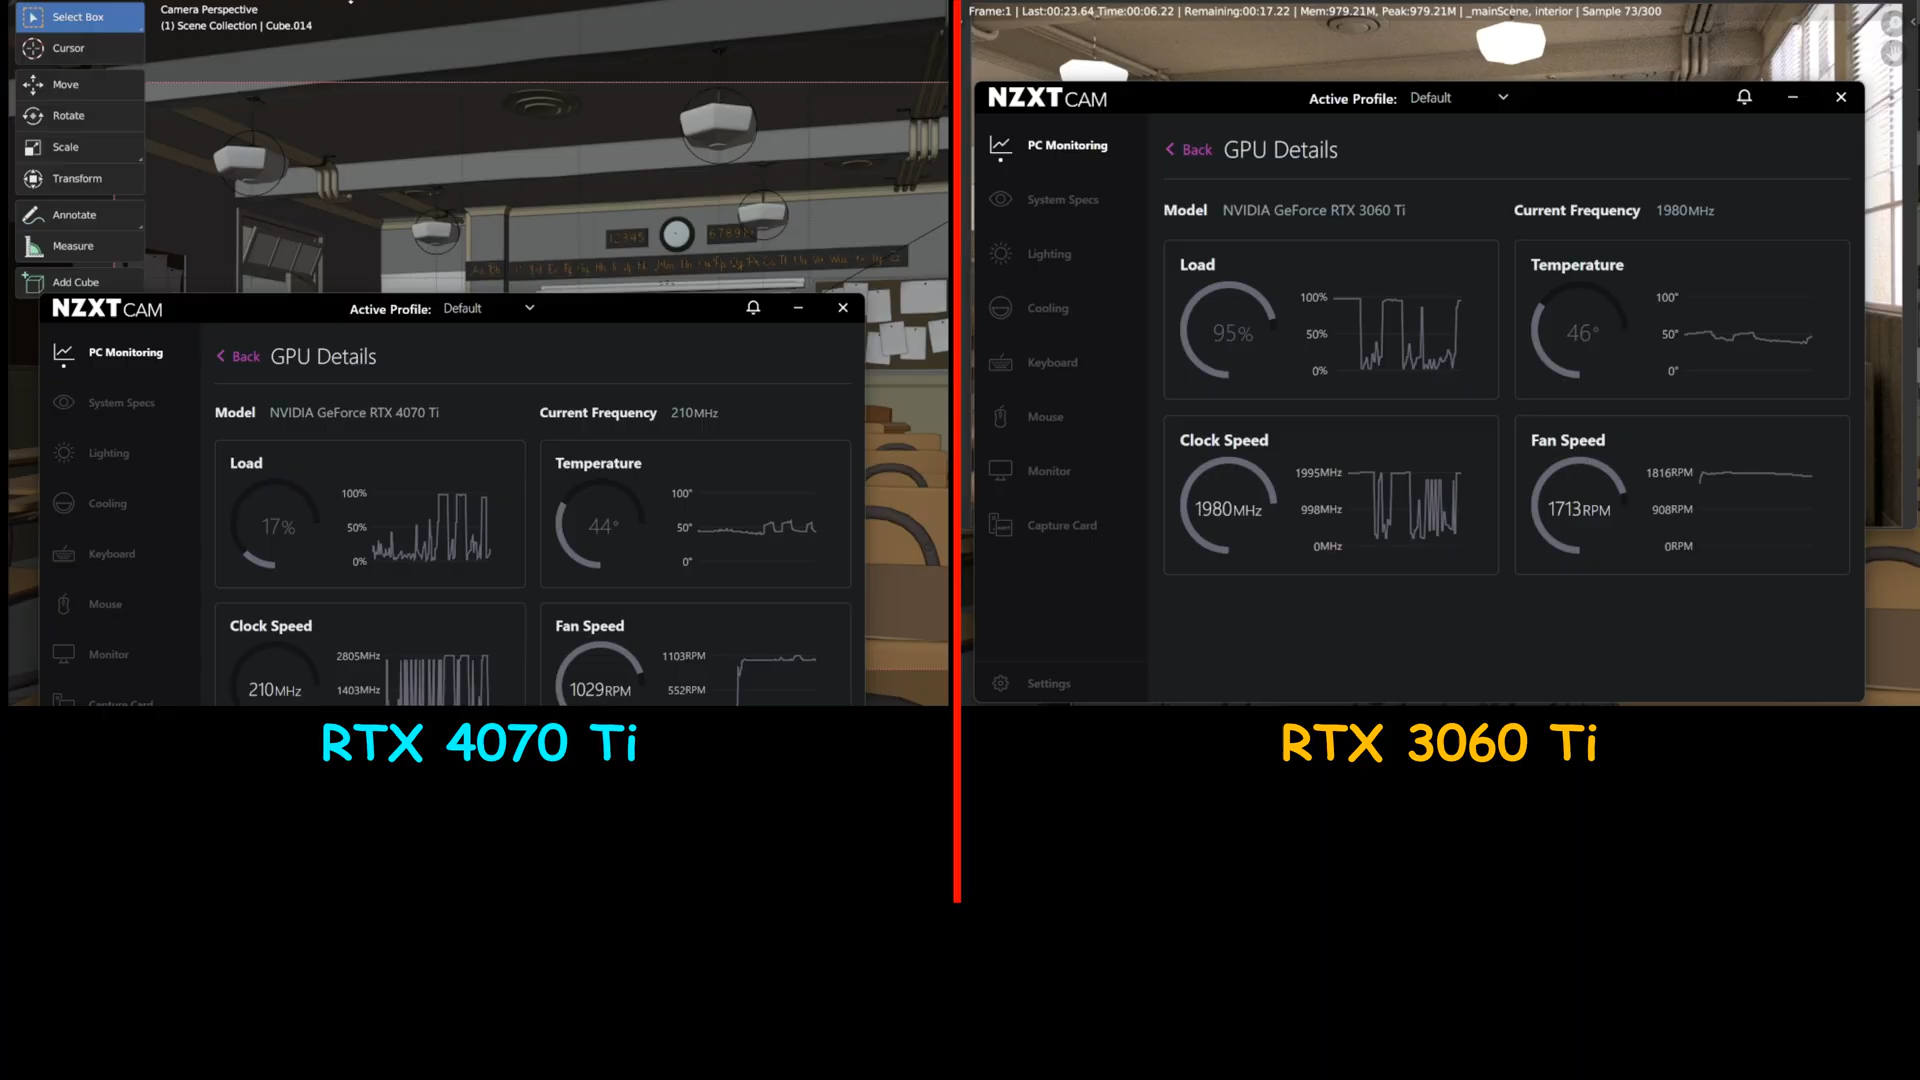 Select Box
Cursor
Move
Rotate
Scale
Transform
Annotate
Measure
Add Cube
Camera Perspective
(1) Scene Collection | Cube.014
12345
NZXT CAM
Active Profile: Default
PC Monitoring
System Specs
Lighting
Cooling
Keyboard
Mouse
Monitor
Capture Card
Back GPU Details
Model NVIDIA GeForce RTX 4070 Ti
Current Frequency 210MHz
Load
17%
100%
50%
0%
Temperature
44°
100°
50°
0°
Clock Speed
210MHz
2805MHz
1403MHz
Fan Speed
1029RPM
1103RPM
552RPM
RTX 4070 Ti
Frame:1 | Last:00:23.64 Time:00:06.22 | Remaining:00:17.22 | Mem:979.21M, Peak:979.21M | _mainScene, interior | Sample 73/300
NZXT CAM
Active Profile: Default
PC Monitoring
System Specs
Lighting
Cooling
Keyboard
Mouse
Monitor
Capture Card
Settings
Back GPU Details
Model NVIDIA GeForce RTX 3060 Ti
Current Frequency 1980MHz
Load
95%
100%
50%
0%
Temperature
46°
100°
50°
0°
Clock Speed
1980MHz
1995MHz
998MHz
0MHz
Fan Speed
1713RPM
1816RPM
908RPM
0RPM
RTX 3060 Ti